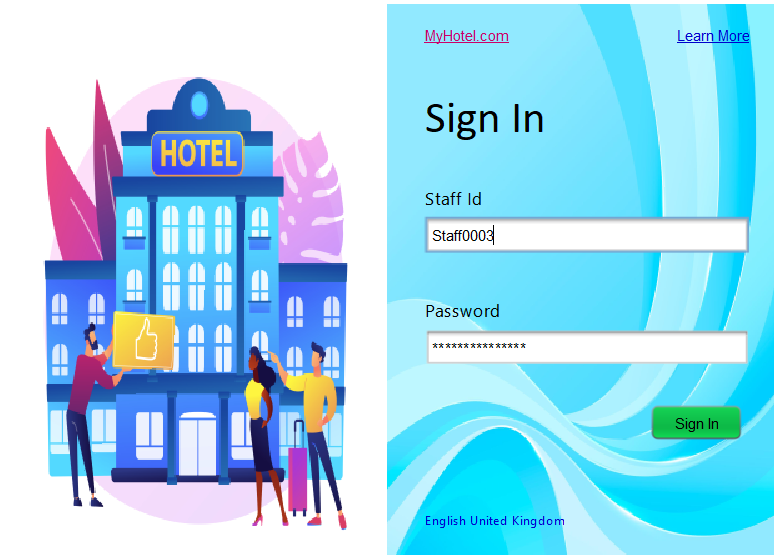 HOTEL
MyHotel.com
Learn More
Sign In
Staff Id
Staff0003
Password
***************
Sign In
English United Kingdom